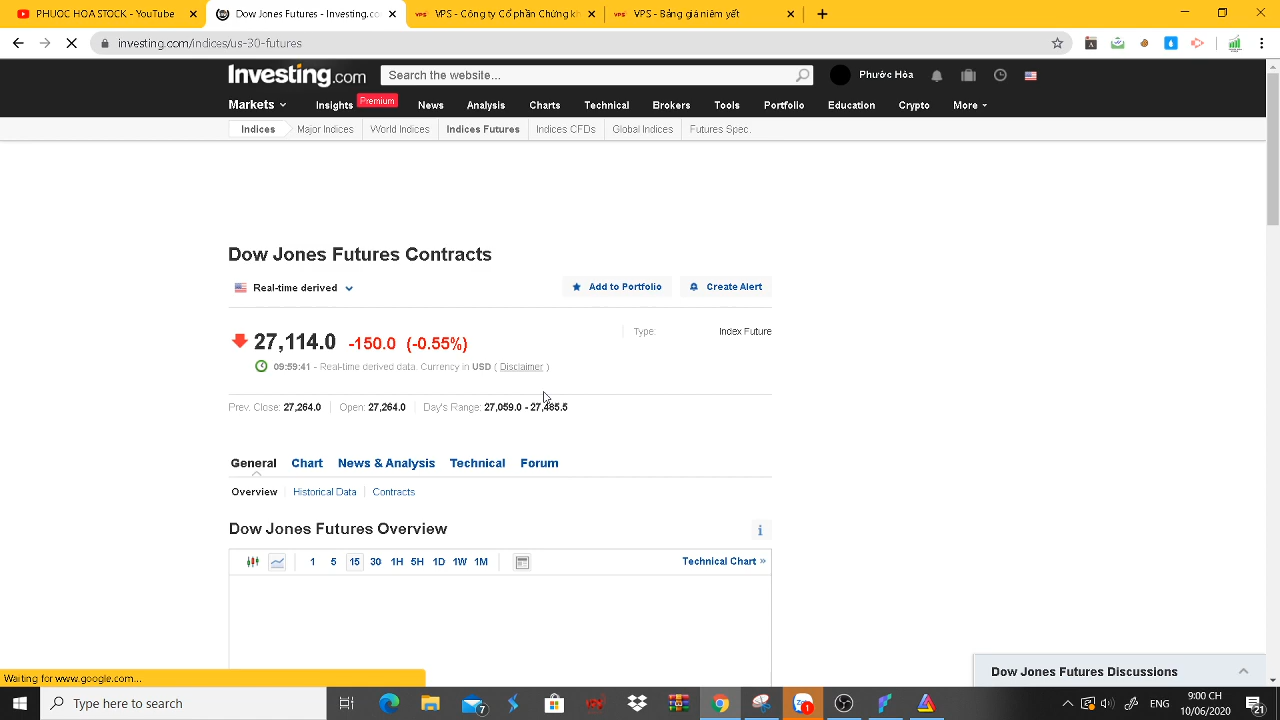 PHUOC HOA STOCK - YouTube
Dow Jones Futures - Investing.co
VPS - Công ty Cổ phần Chứng kh
VPS - Bảng giá niêm yết
investing.com/indices/us-30-futures
Investing.com
Search the website...
Phước Hòa
Markets
Insights
Premium
News
Analysis
Charts
Technical
Brokers
Tools
Portfolio
Education
Crypto
More
Indices
Major Indices
World Indices
Indices Futures
Indices CFDs
Global Indices
Futures Spec.
Dow Jones Futures Contracts
Real-time derived
Add to Portfolio
Create Alert
27,114.0 -150.0 (-0.55%)
Type: Index Future
09:59:41 - Real-time derived data. Currency in USD ( Disclaimer )
Prev. Close: 27,264.0 Open: 27,264.0 Day's Range: 27,059.0 - 27,485.5
General Chart News & Analysis Technical Forum
Overview Historical Data Contracts
Dow Jones Futures Overview
1 5 15 30 1H 5H 1D 1W 1M
Technical Chart »
Dow Jones Futures Discussions
Waiting for www.google.com...
Type here to search
7
1
ENG
9:00 CH
10/06/2020
21